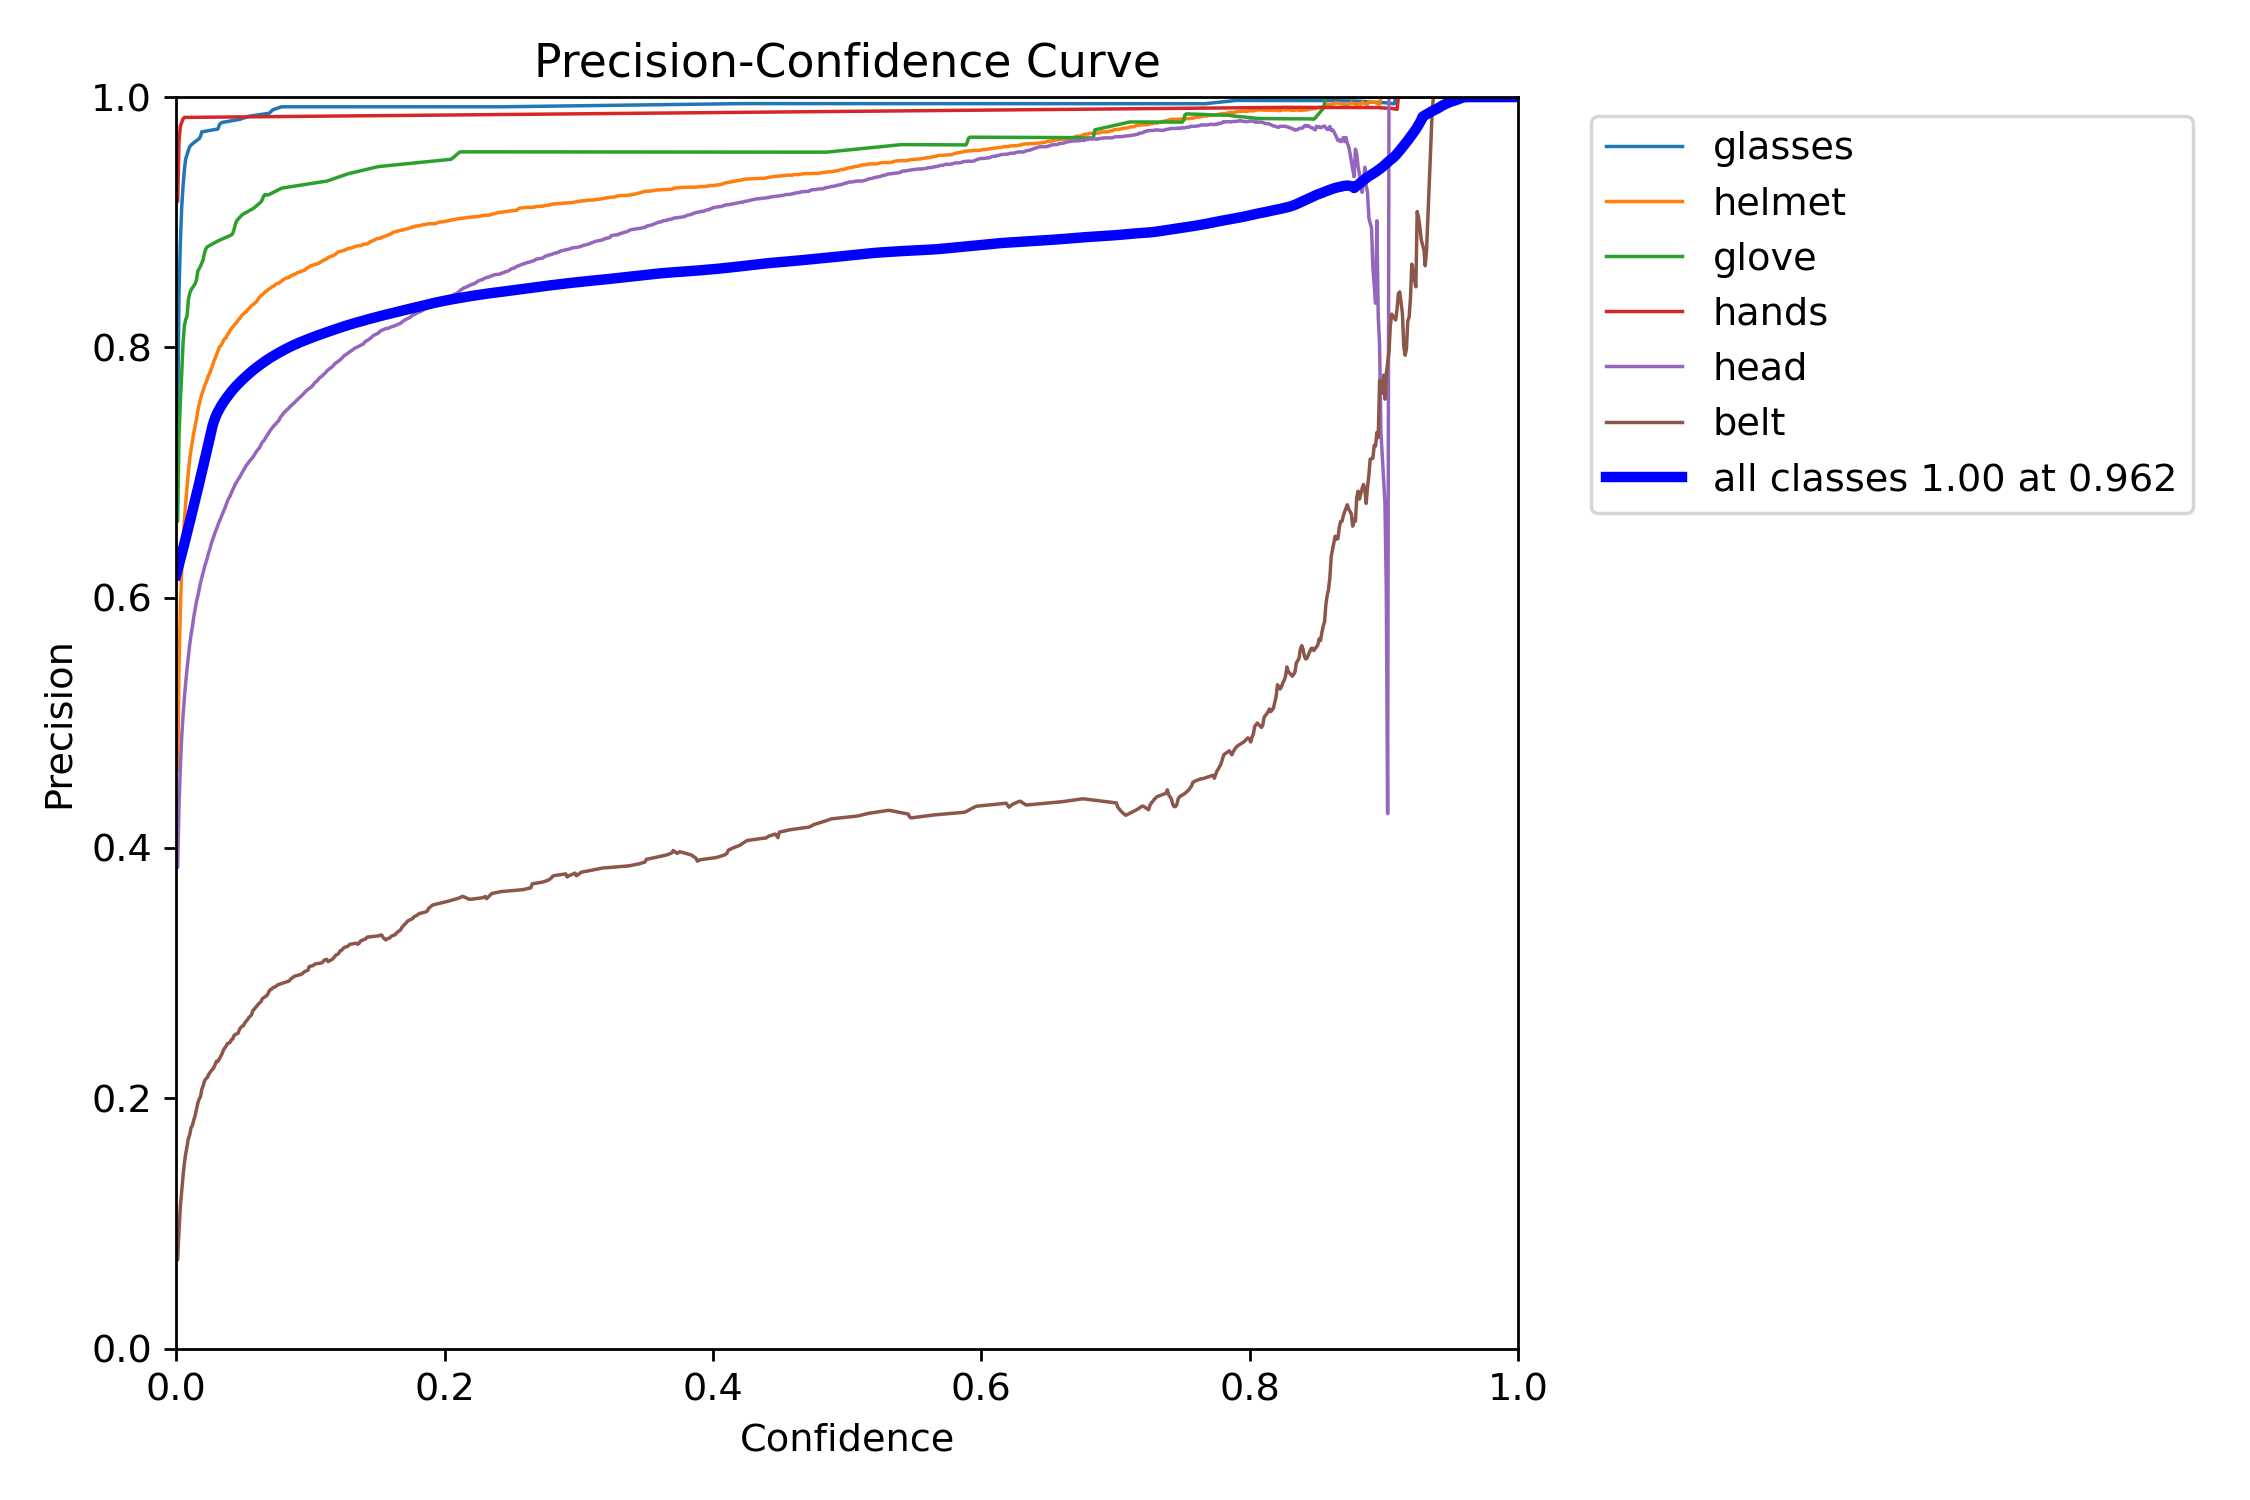 Precision-Confidence Curve
1.0
0.8
0.6
0.4
0.2
0.0
Precision
0.0 0.2 0.4 0.6 0.8 1.0
Confidence
glasses
helmet
glove
hands
head
belt
all classes 1.00 at 0.962